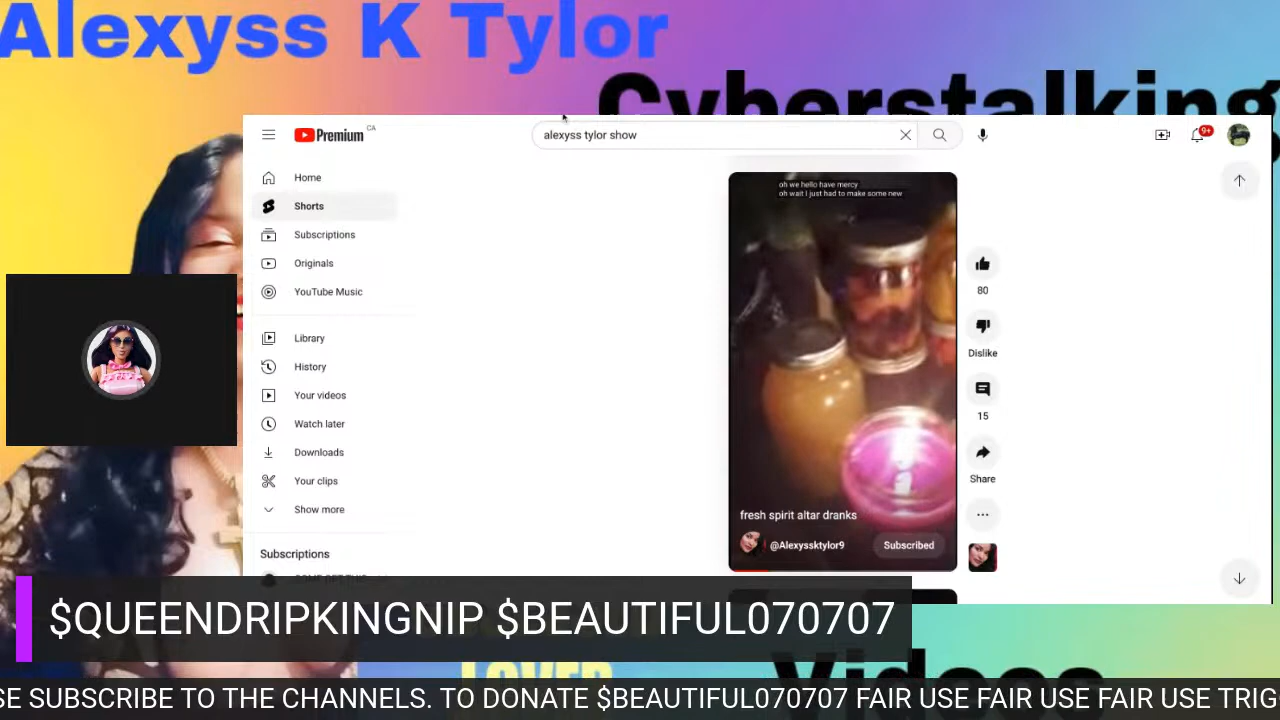 Alexyss K Tylor
Cyberstalking
Premium CA
alexyss tylor show
9+
Home
Shorts
Subscriptions
Originals
YouTube Music
Library
History
Your videos
Watch later
Downloads
Your clips
Show more
Subscriptions
oh we hello have mercy
oh wait I just had to make some new
fresh spirit altar dranks
@Alexyssktylor9
Subscribed
80
Dislike
15
Share
$QUEENDRIPKINGNIP $BEAUTIFUL070707
LOVER
Videos
SE SUBSCRIBE TO THE CHANNELS. TO DONATE $BEAUTIFUL070707 FAIR USE FAIR USE FAIR USE TRIG